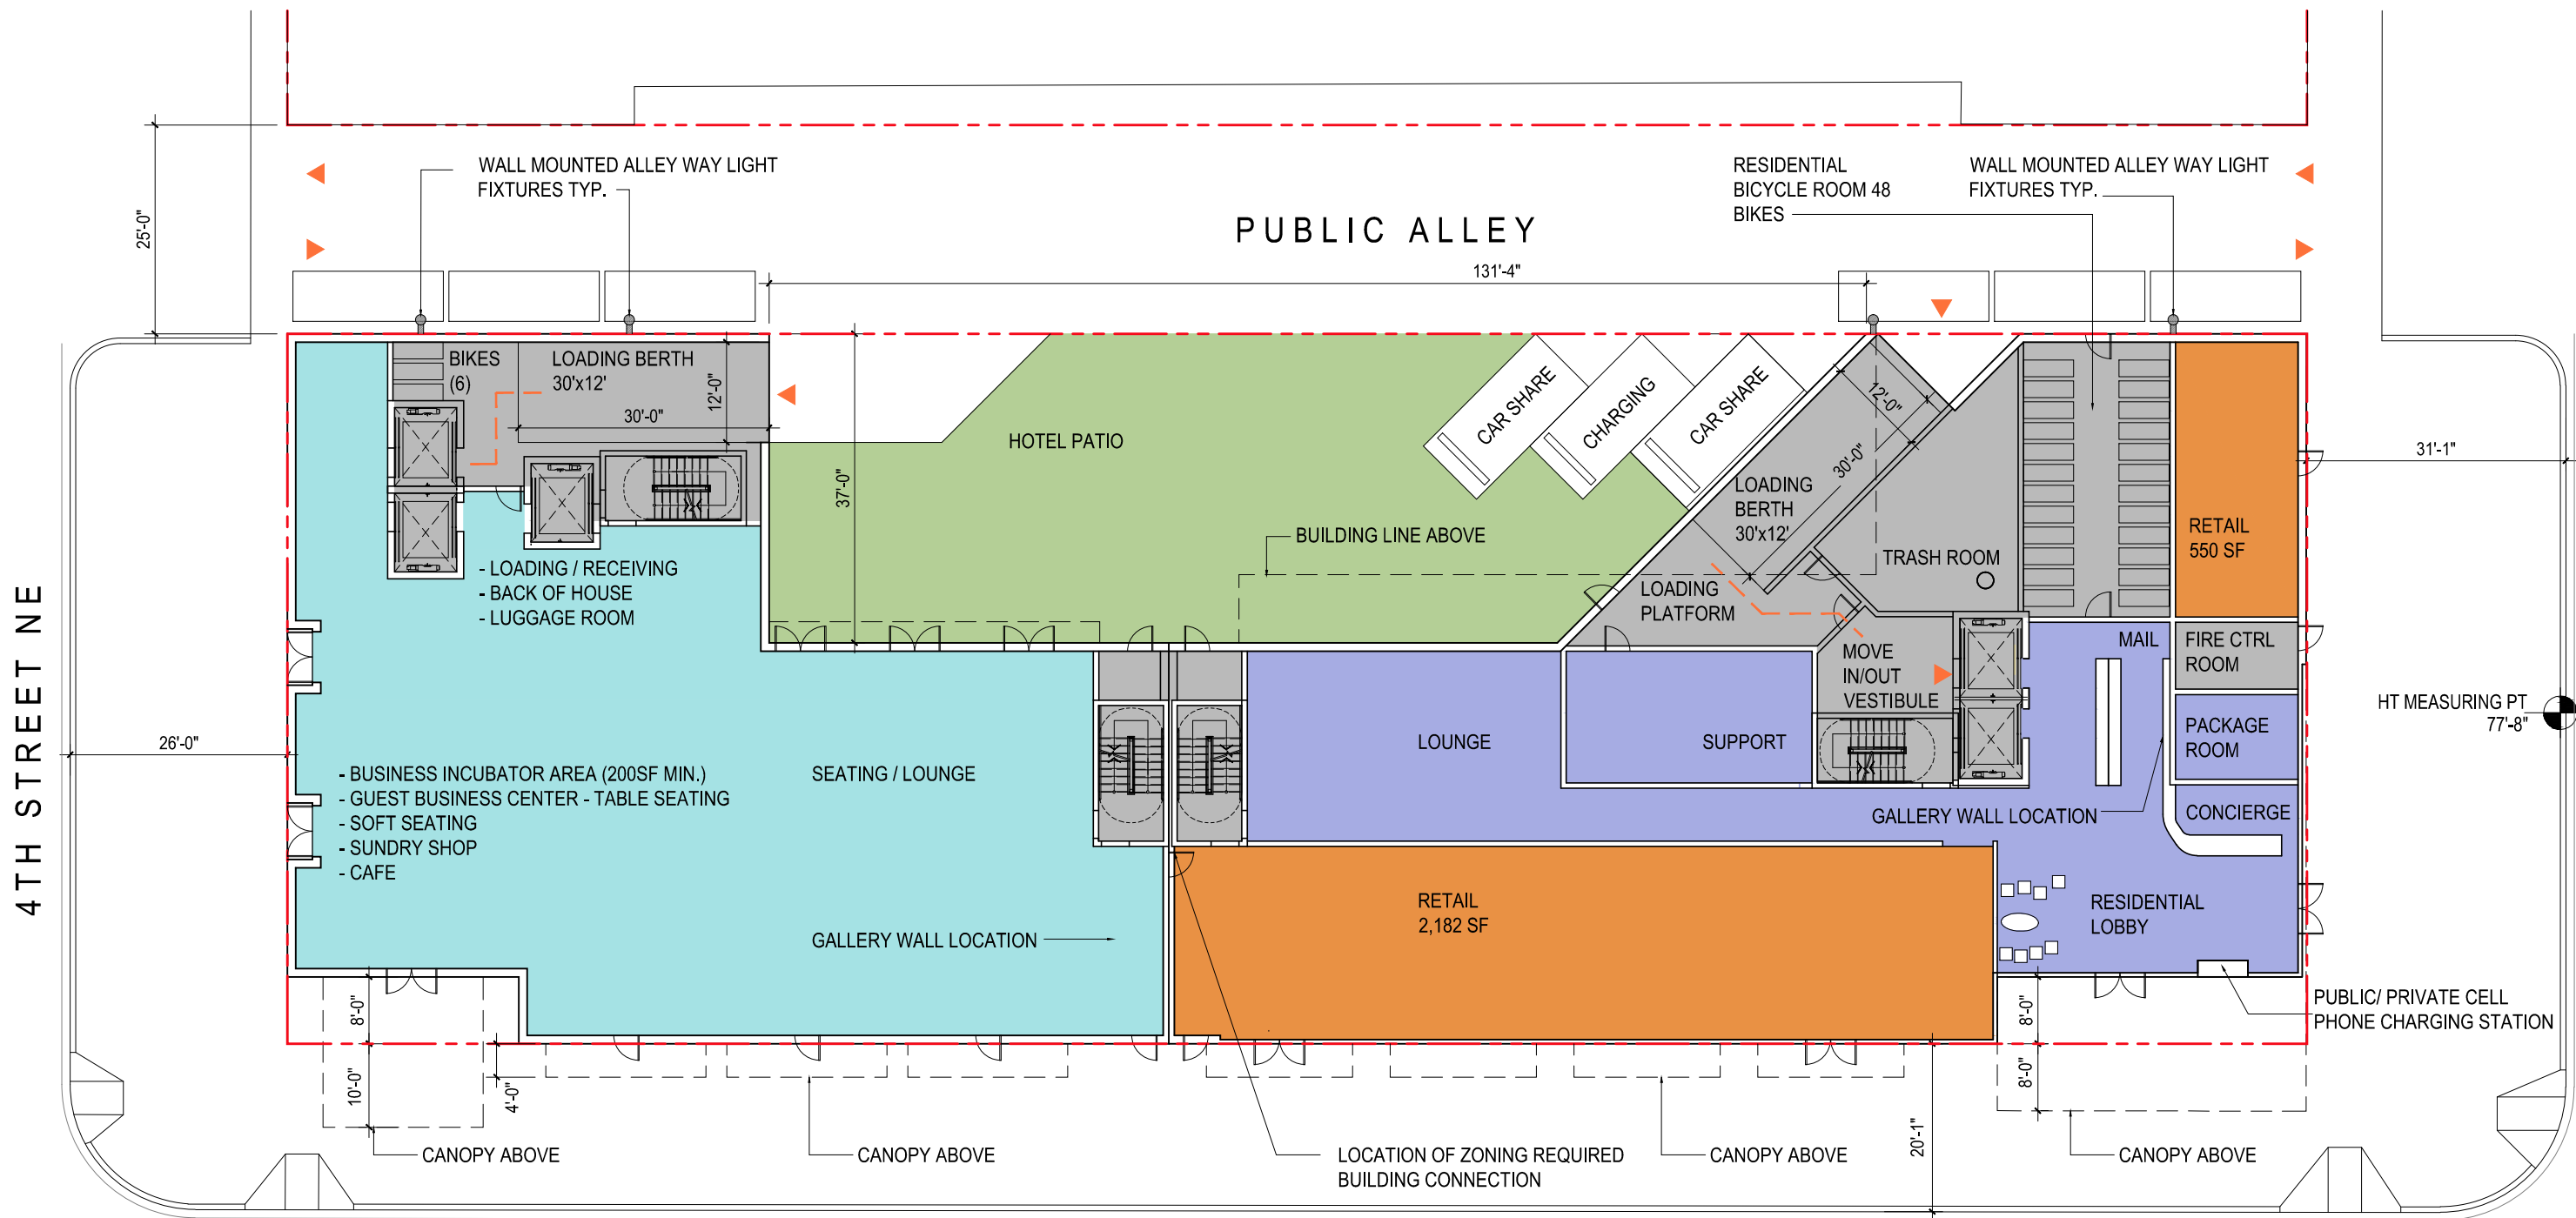 WALL MOUNTED ALLEY WAY LIGHT
FIXTURES TYP.
RESIDENTIAL
BICYCLE ROOM 48
BIKES
WALL MOUNTED ALLEY WAY LIGHT
FIXTURES TYP.
25'-0"
PUBLIC ALLEY
131'-4"
BIKES
(6)
LOADING BERTH
30'x12'
30'-0"
12'-0"
37'-0"
HOTEL PATIO
CAR SHARE
CHARGING
CAR SHARE
12'-0"
30'-0"
LOADING
BERTH
30'x12'
31'-1"
RETAIL
550 SF
BUILDING LINE ABOVE
TRASH ROOM
- LOADING / RECEIVING
- BACK OF HOUSE
- LUGGAGE ROOM
LOADING
PLATFORM
4TH STREET NE
MOVE
IN/OUT
VESTIBULE
MAIL
FIRE CTRL
ROOM
HT MEASURING PT
77'-8"
26'-0"
LOUNGE
SUPPORT
PACKAGE
ROOM
- BUSINESS INCUBATOR AREA (200SF MIN.)
- GUEST BUSINESS CENTER - TABLE SEATING
- SOFT SEATING
- SUNDRY SHOP
- CAFE
SEATING / LOUNGE
GALLERY WALL LOCATION
CONCIERGE
RETAIL
2,182 SF
RESIDENTIAL
LOBBY
GALLERY WALL LOCATION
8'-0"
10'-0"
4'-0"
8'-0"
8'-0"
PUBLIC/ PRIVATE CELL
PHONE CHARGING STATION
20'-1"
CANOPY ABOVE
CANOPY ABOVE
LOCATION OF ZONING REQUIRED
BUILDING CONNECTION
CANOPY ABOVE
CANOPY ABOVE